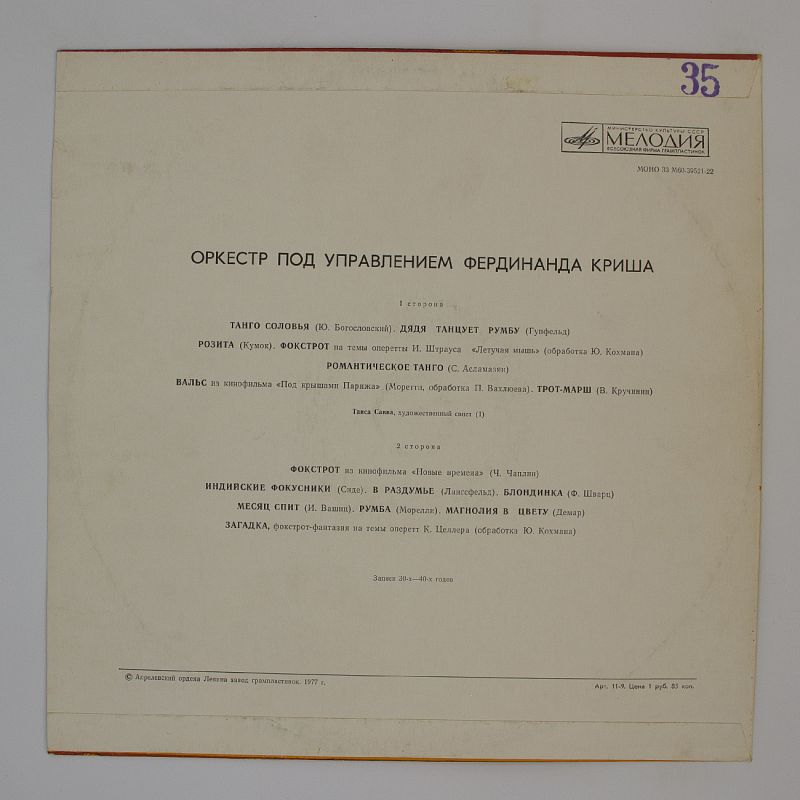 35
МИНИСТЕРСТВО КУЛЬТУРЫ СССР
МЕЛОДИЯ
ВСЕСОЮЗНАЯ ФИРМА ГРАМПЛАСТИНОК
МОНО 33 М60-39521-22
ОРКЕСТР ПОД УПРАВЛЕНИЕМ ФЕРДИНАНДА КРИША
1 сторона
ТАНГО СОЛОВЬЯ (Ю. Богословский). ДЯДЯ ТАНЦУЕТ РУМБУ (Гупфельд)
РОЗИТА (Кумок). ФОКСТРОТ на темы оперетты И. Штрауса «Летучая мышь» (обработка Ю. Кохмана)
РОМАНТИЧЕСКОЕ ТАНГО (С. Асламазян)
ВАЛЬС из кинофильма «Под крышами Парижа» (Моретти, обработка П. Вахлюева). ТРОТ-МАРШ (В. Кручинин)
Таиса Савва, художественный свист (1)
2 сторона
ФОКСТРОТ из кинофильма «Новые времена» (Ч. Чаплин)
ИНДИЙСКИЕ ФОКУСНИКИ (Сиде). В РАЗДУМЬЕ (Лангефельд). БЛОНДИНКА (Ф. Шварц)
МЕСЯЦ СПИТ (И. Вашиц). РУМБА (Морелли). МАГНОЛИЯ В ЦВЕТУ (Демар)
ЗАГАДКА, фокстрот-фантазия на темы оперетт К. Целлера (обработка Ю. Кохмана)
Записи 30-х—40-х годов
© Апрелевский ордена Ленина завод грампластинок. 1977 г.
Арт. 11-9. Цена 1 руб. 85 коп.